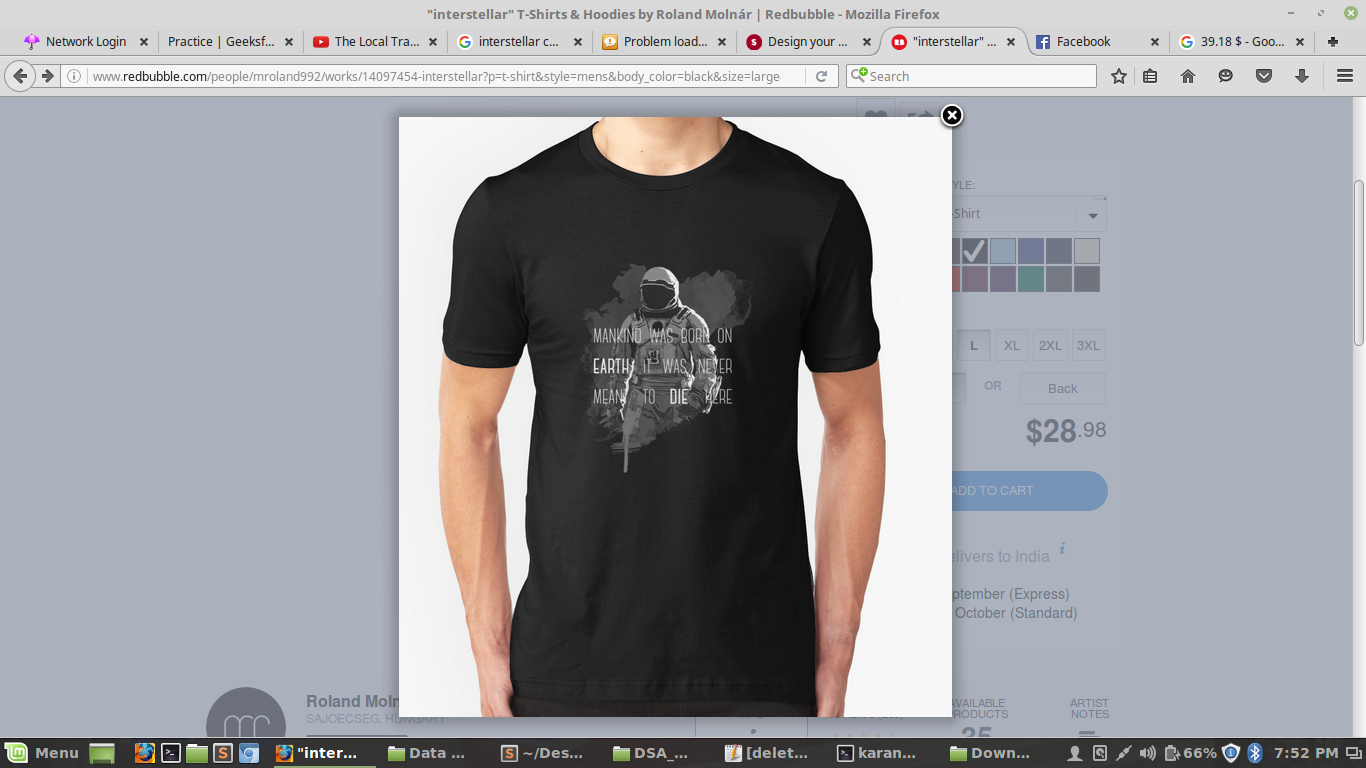 "interstellar" T-Shirts & Hoodies by Roland Molnár | Redbubble - Mozilla Firefox
Network Login
Practice | Geeksf...
The Local Tra...
interstellar c...
Problem load...
Design your ...
"interstellar" ...
Facebook
39.18 $ - Goo...
www.redbubble.com/people/mroland992/works/14097454-interstellar?p=t-shirt&style=mens&body_color=black&size=large
Search
YLE:
-Shirt
MANKIND WAS BORN ON
EARTH. IT WAS NEVER
MEANT TO DIE HERE
L XL 2XL 3XL
OR Back
$28.98
ADD TO CART
elivers to India
ptember (Express)
October (Standard)
Roland Moln
SAJOECSEG, HUNGARY
AVAILABLE
PRODUCTS
35
ARTIST
NOTES
Menu
"inter...
Data ...
~/Des...
DSA_...
[delet...
karan...
Down...
66%
7:52 PM